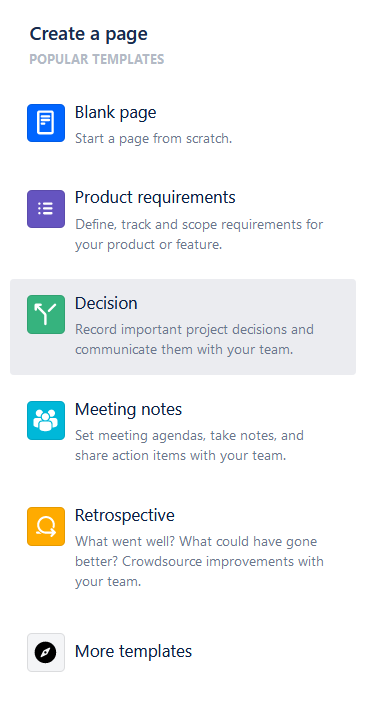 Create a page
POPULAR TEMPLATES
Blank page
Start a page from scratch.
Product requirements
Define, track and scope requirements for
your product or feature.
Decision
Record important project decisions and
communicate them with your team.
Meeting notes
Set meeting agendas, take notes, and
share action items with your team.
Retrospective
What went well? What could have gone
better? Crowdsource improvements with
your team.
More templates